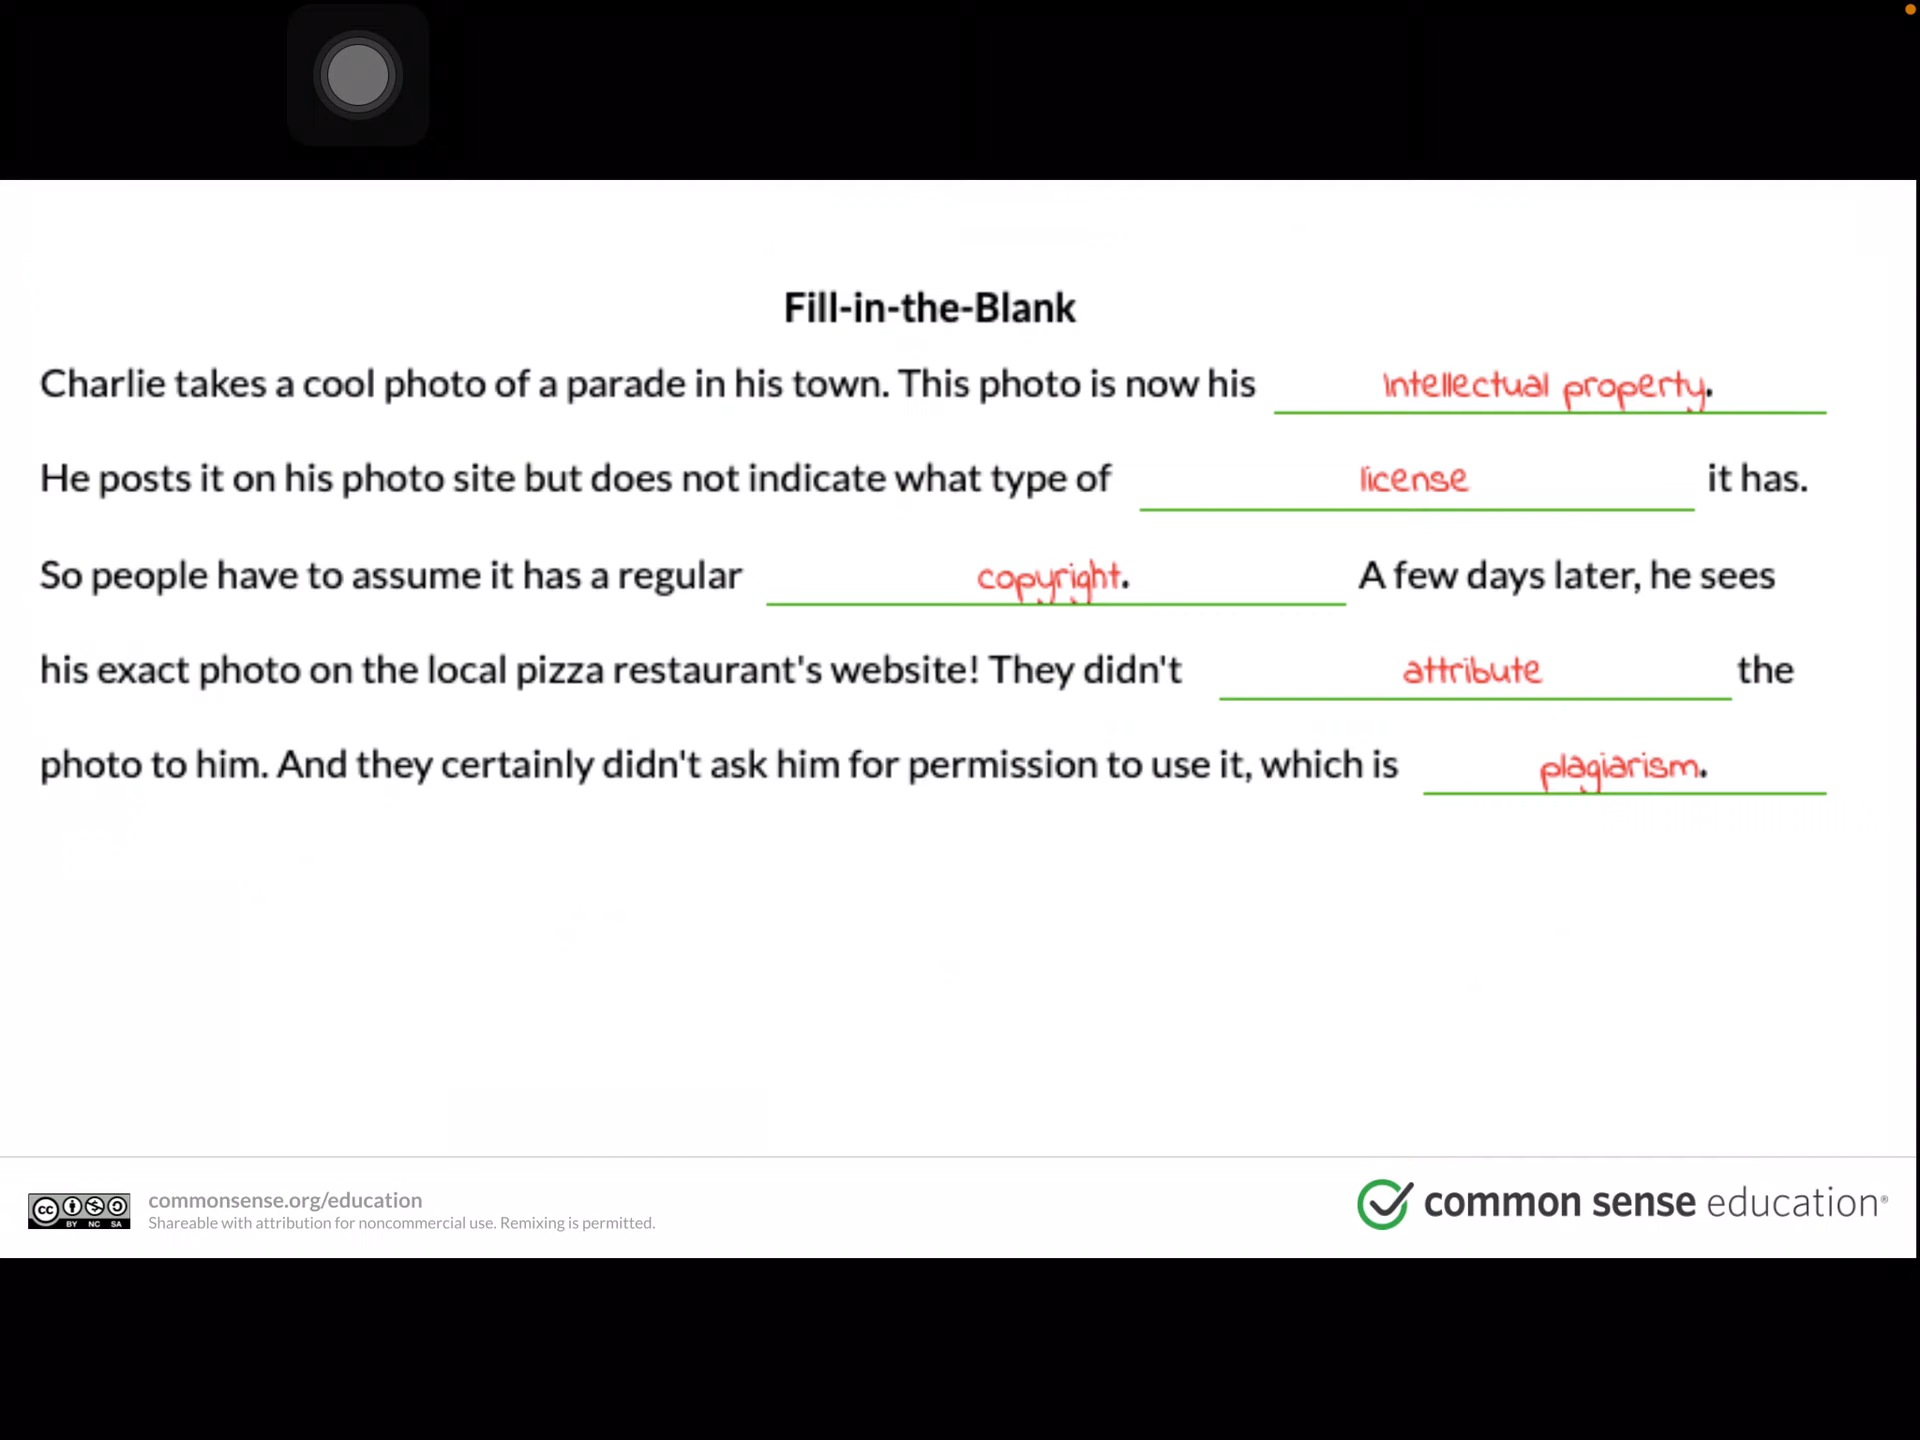 Fill-in-the-Blank
Charlie takes a cool photo of a parade in his town. This photo is now his intellectual property.
He posts it on his photo site but does not indicate what type of license it has.
So people have to assume it has a regular copyright. A few days later, he sees
his exact photo on the local pizza restaurant's website! They didn't attribute the
photo to him. And they certainly didn't ask him for permission to use it, which is plagiarism.
cc BY NC SA
commonsense.org/education
Shareable with attribution for noncommercial use. Remixing is permitted.
common sense education®